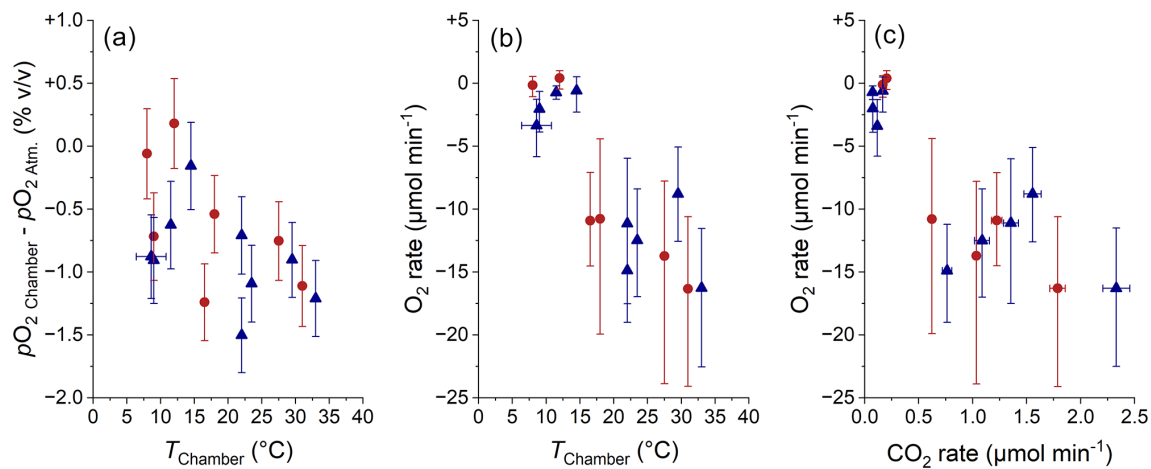 (a)
+1.0
+0.5
0.0
−0.5
−1.0
−1.5
−2.0
pO₂ Chamber - pO₂ Atm. (% v/v)
0 5 10 15 20 25 30 35 40
T Chamber (°C)
(b)
+5
0
−5
−10
−15
−20
−25
O₂ rate (µmol min⁻¹)
0 5 10 15 20 25 30 35 40
T Chamber (°C)
(c)
+5
0
−5
−10
−15
−20
−25
O₂ rate (µmol min⁻¹)
0.0 0.5 1.0 1.5 2.0 2.5
CO₂ rate (µmol min⁻¹)